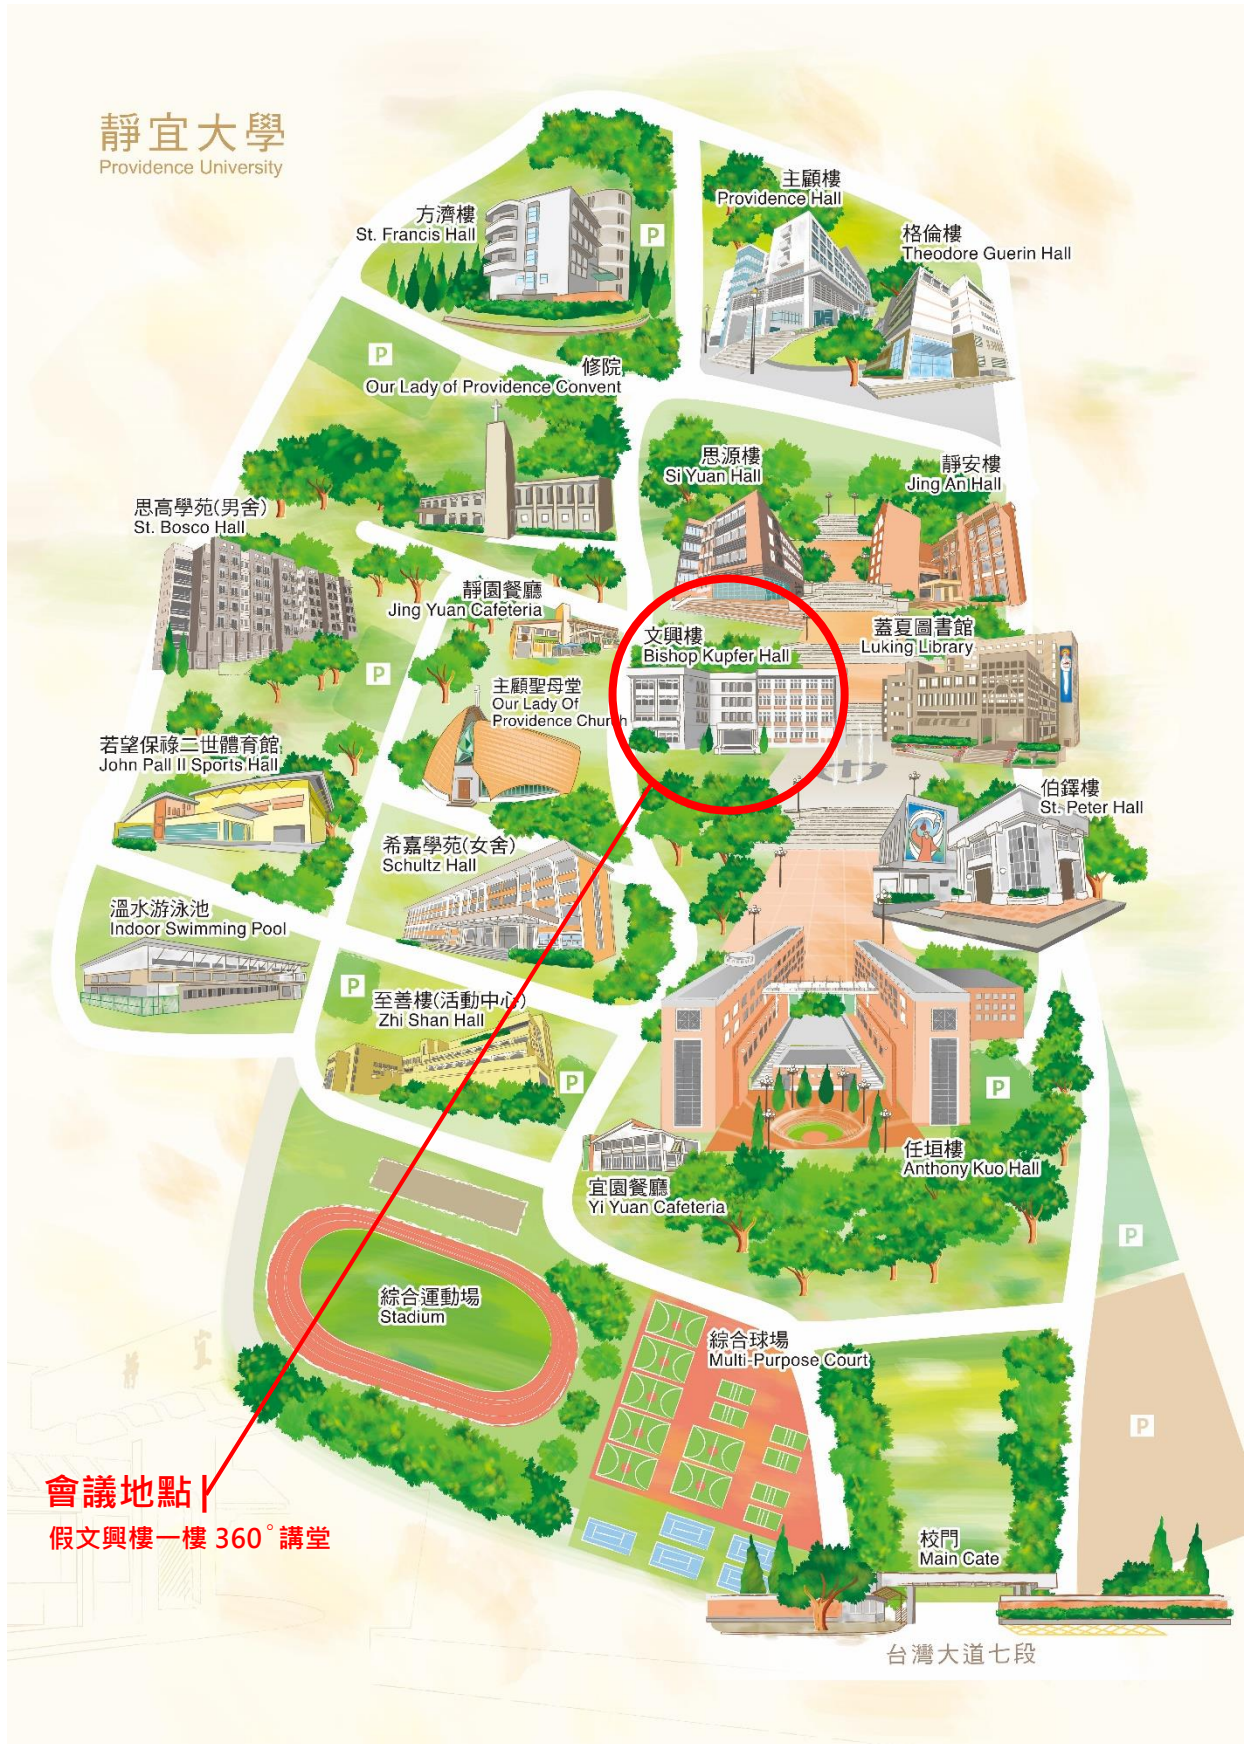 靜宜大學
Providence University
主顧樓
Providence Hall
方濟樓
St. Francis Hall
P
格倫樓
Theodore Guerin Hall
P
修院
Our Lady of Providence Convent
思源樓
Si Yuan Hall
靜安樓
Jing An Hall
思高學苑(男舍)
St. Bosco Hall
靜園餐廳
Jing Yuan Cafeteria
文興樓
Bishop Kupfer Hall
蓋夏圖書館
Luking Library
P
主顧聖母堂
Our Lady Of
Providence Church
若望保祿二世體育館
John Pall II Sports Hall
伯鐸樓
St. Peter Hall
希嘉學苑(女舍)
Schultz Hall
溫水游泳池
Indoor Swimming Pool
P
至善樓(活動中心)
Zhi Shan Hall
P
P
任垣樓
Anthony Kuo Hall
宜園餐廳
Yi Yuan Cafeteria
P
綜合運動場
Stadium
綜合球場
Multi-Purpose Court
P
會議地點
假文興樓一樓 360°講堂
校門
Main Cate
台灣大道七段